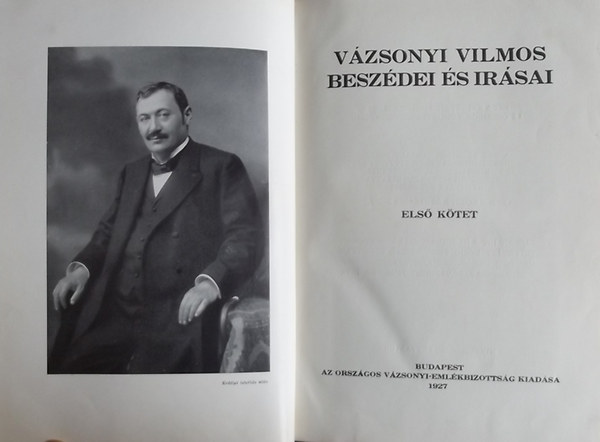 VÁZSONYI VILMOS
BESZÉDEI ÉS IRÁSAI
ELSŐ KÖTET
BUDAPEST
AZ ORSZÁGOS VÁZSONYI-EMLÉKBIZOTTSÁG KIADÁSA
1927